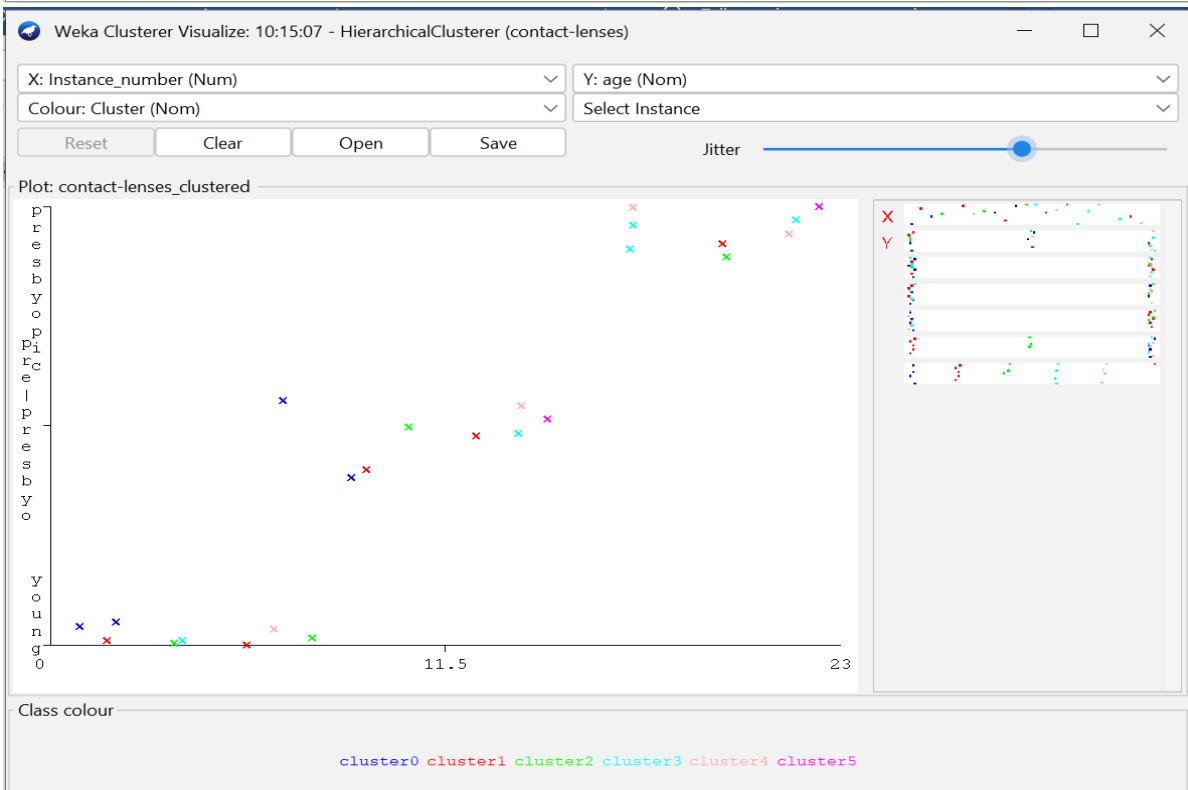 Weka Clusterer Visualize: 10:15:07 - HierarchicalClusterer (contact-lenses)
X: Instance_number (Num)
Y: age (Nom)
Colour: Cluster (Nom)
Select Instance
Reset
Clear
Open
Save
Jitter
Plot: contact-lenses_clustered
presbyopic
pre-presbyo
young
0
11.5
23
X
Y
Class colour
cluster0 cluster1 cluster2 cluster3 cluster4 cluster5